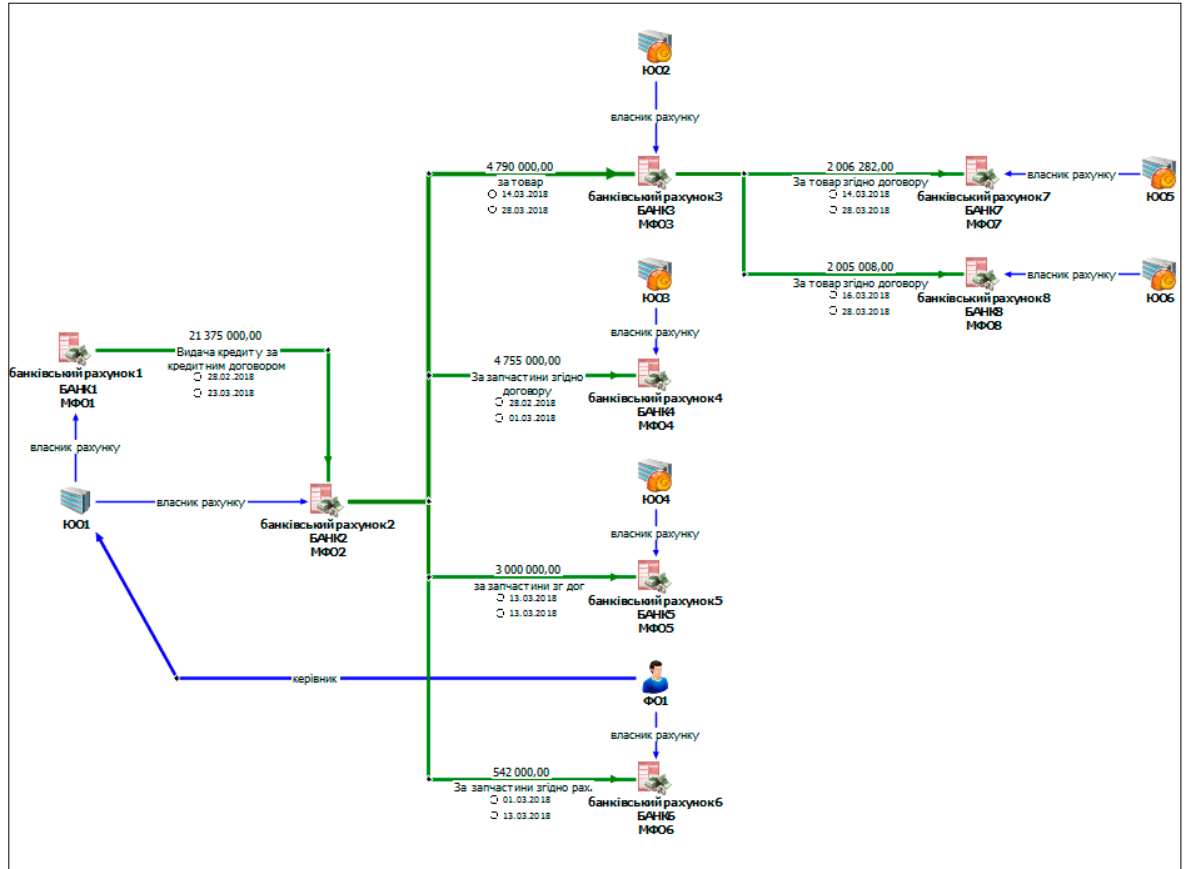 ЮО2
власник рахунку
4 790 000,00
за товар
14.03.2018
28.03.2018
банківський рахунок3
БАНК3
МФО3
2 006 282,00
За товар згідно договору
14.03.2018
28.03.2018
банківський рахунок7
БАНК7
МФО7
власник рахунку
ЮО5
ЮО3
власник рахунку
2 005 008,00
За товар згідно договору
16.03.2018
28.03.2018
банківський рахунок8
БАНК8
МФО8
власник рахунку
ЮО6
21 375 000,00
Видача кредиту за
кредитним договором
28.02.2018
23.03.2018
банківський рахунок1
БАНК1
МФО1
власник рахунку
4 755 000,00
За запчастини згідно
договору
28.02.2018
01.03.2018
банківський рахунок4
БАНК4
МФО4
ЮО1
власник рахунку
банківський рахунок2
БАНК2
МФО2
ЮО4
власник рахунку
3 000 000,00
за запчастини зг дог
13.03.2018
13.03.2018
банківський рахунок5
БАНК5
МФО5
керівник
ФО1
власник рахунку
542 000,00
За запчастини згідно рах.
01.03.2018
13.03.2018
банківський рахунок6
БАНК6
МФО6